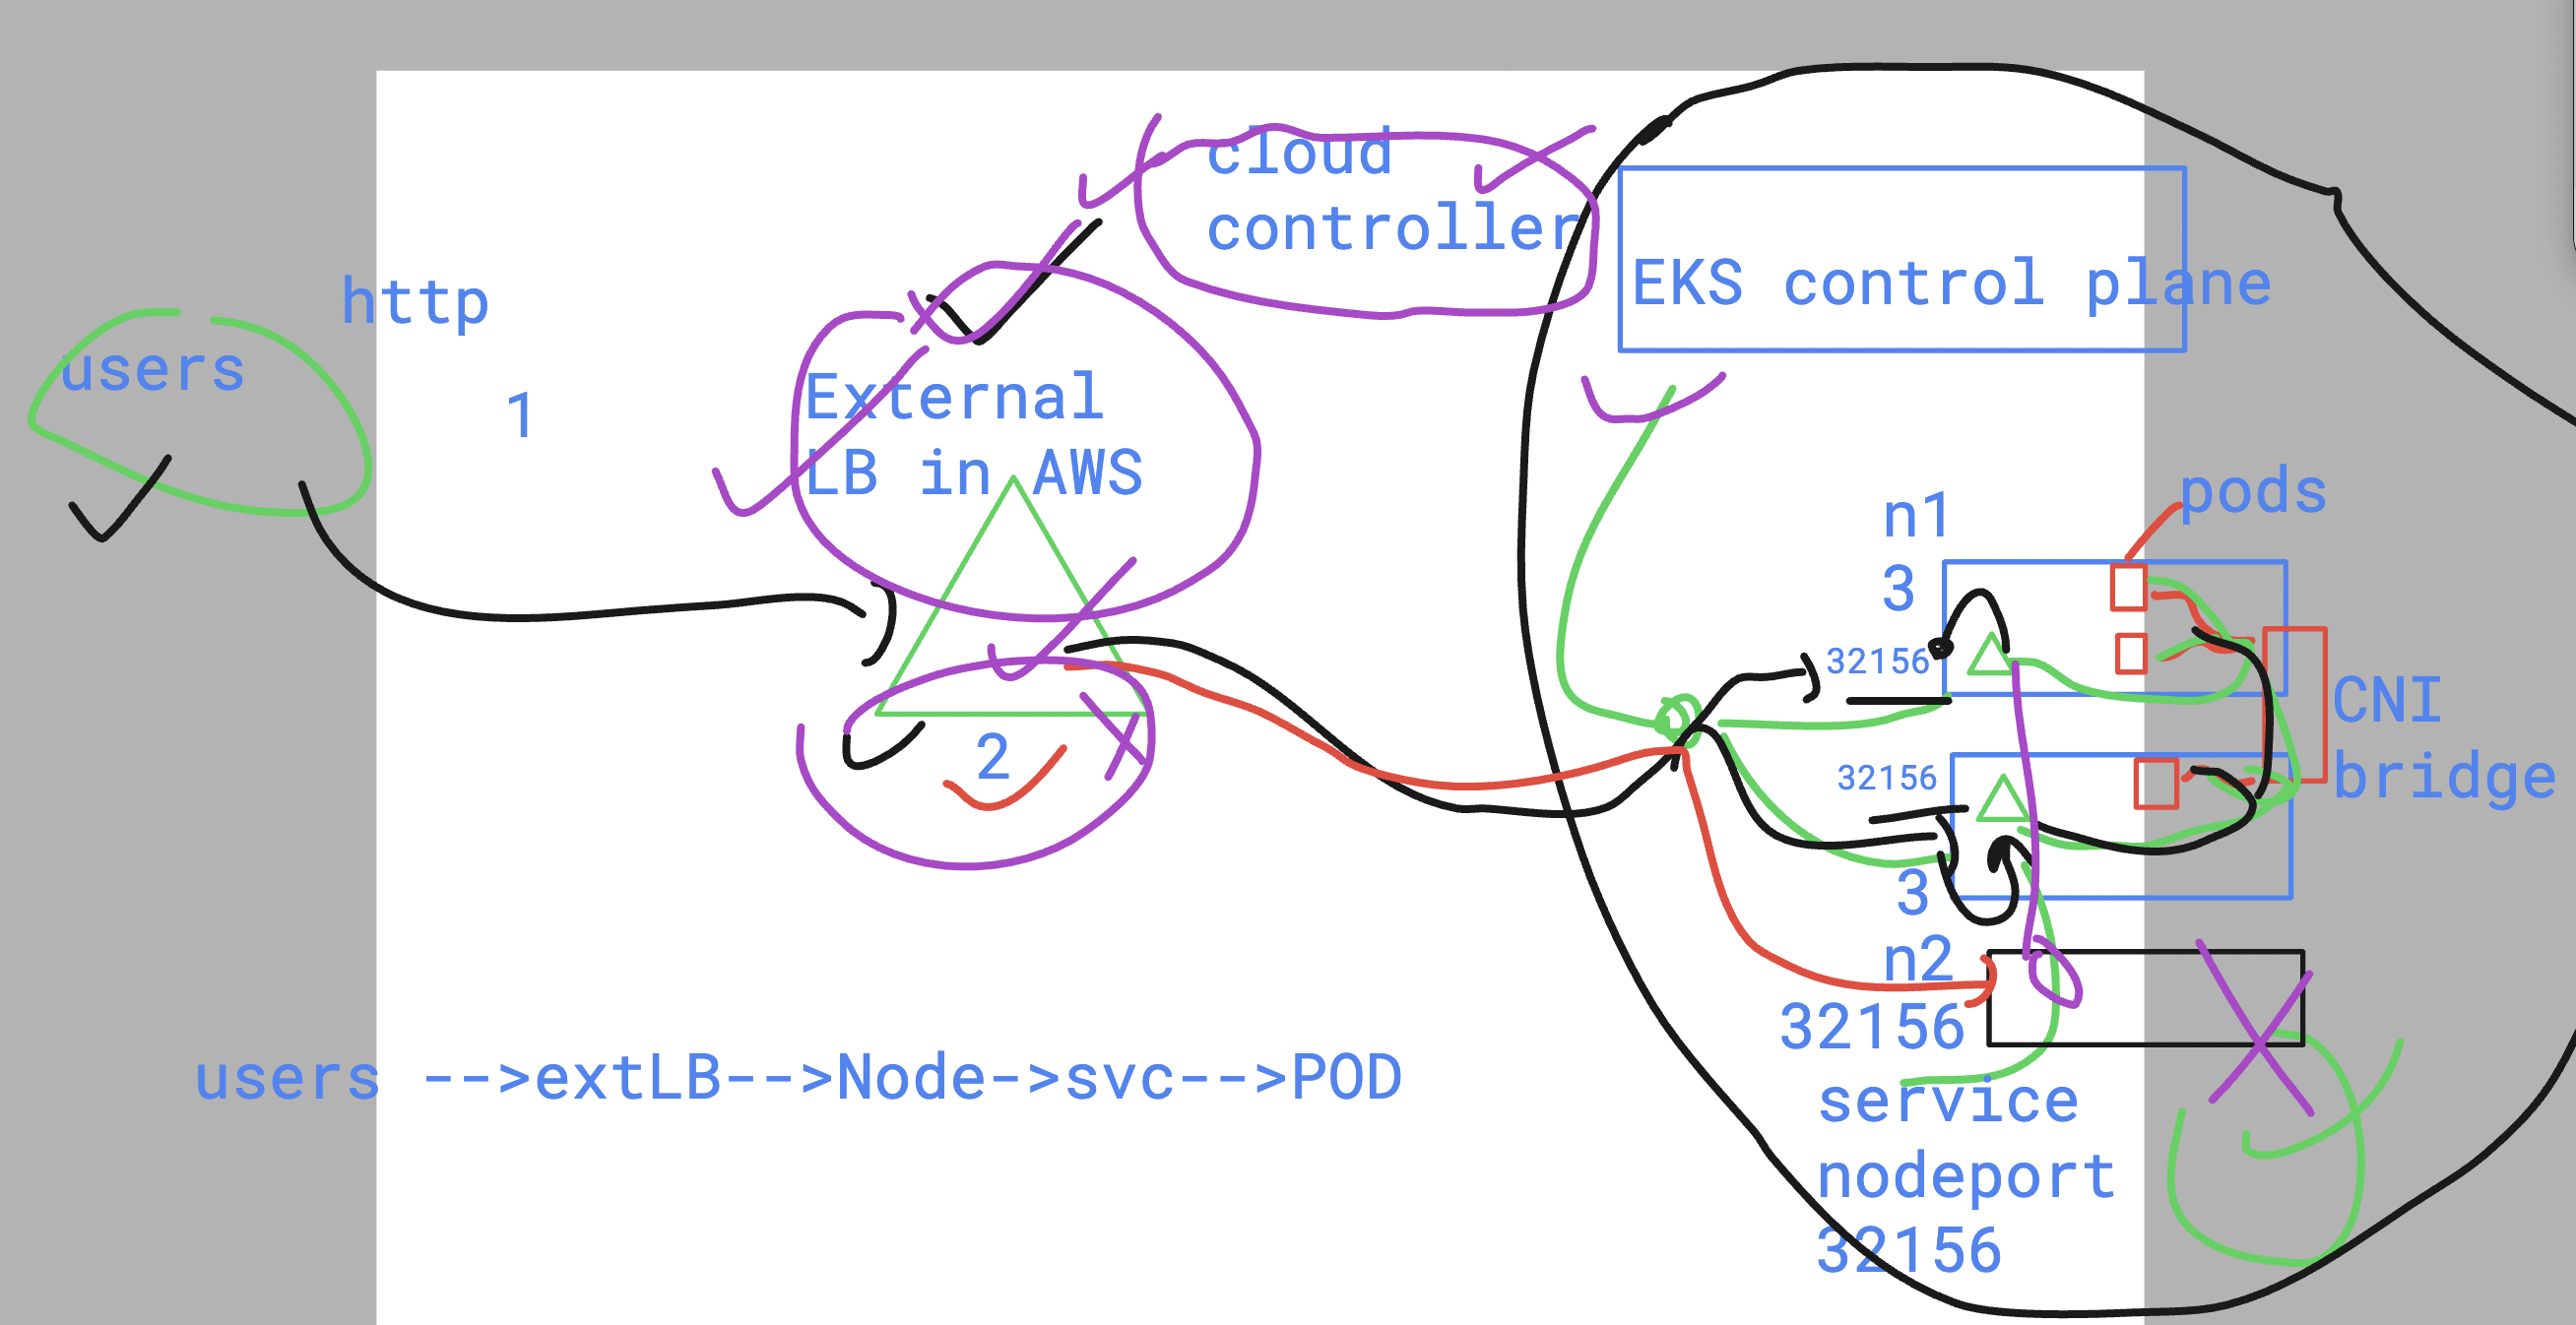 cloud
controller
EKS control plane
http
users
1
External
LB in AWS
pods
n1
3
32156
CNI
bridge
32156
2
3
n2
32156
users -->extLB-->Node->svc-->POD
service
nodeport
32156